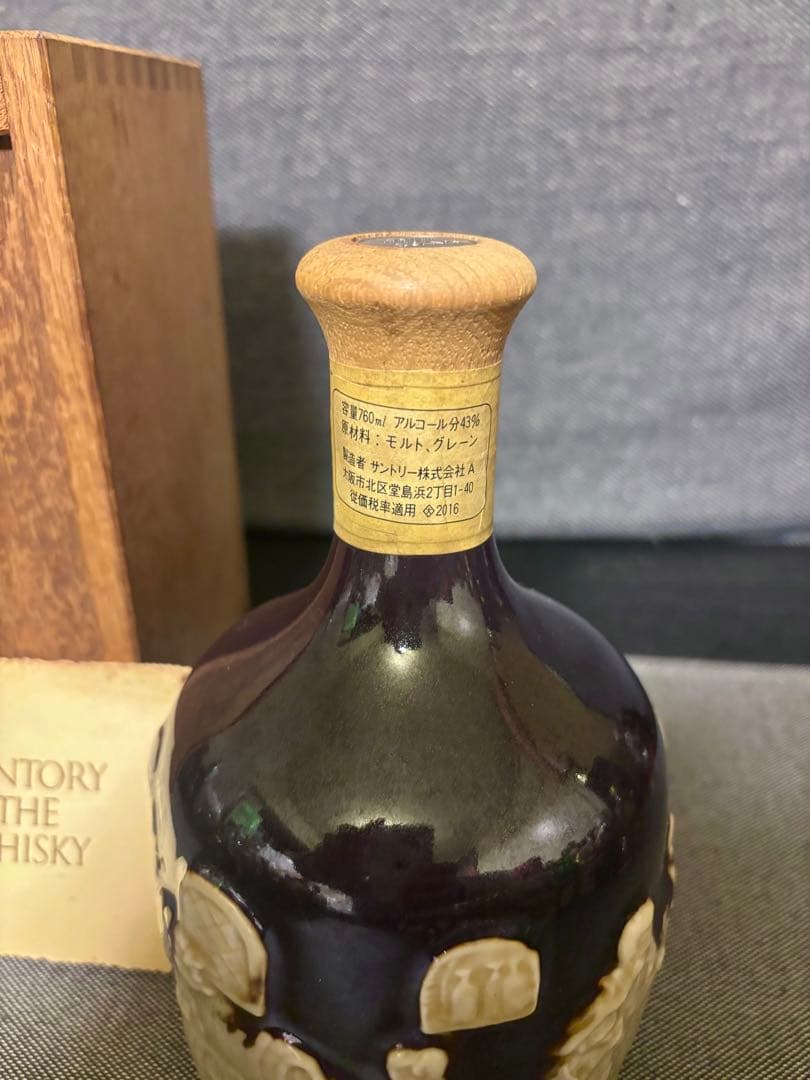 容量760ml アルコール分43%
原材料：モルト、グレーン
製造者 サントリー株式会社 A
大阪市北区堂島浜2丁目1-40
従価税率適用 2016
NTORY
THE
HISKY